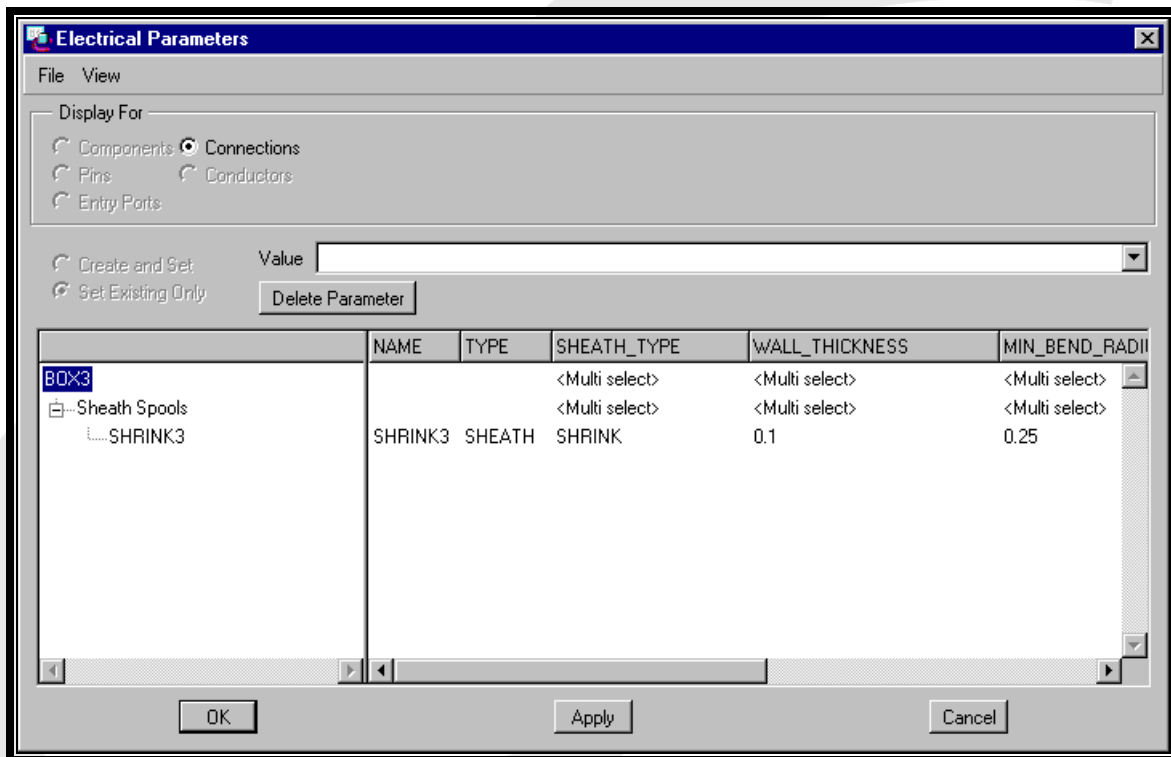 Electrical Parameters
File View
Display For
Components Connections
Pins Conductors
Entry Ports
Create and Set Value
Set Existing Only Delete Parameter
NAME TYPE SHEATH_TYPE WALL_THICKNESS MIN_BEND_RADI
BOX3 <Multi select> <Multi select> <Multi select>
Sheath Spools <Multi select> <Multi select> <Multi select>
SHRINK3 SHRINK3 SHEATH SHRINK 0.1 0.25
OK Apply Cancel